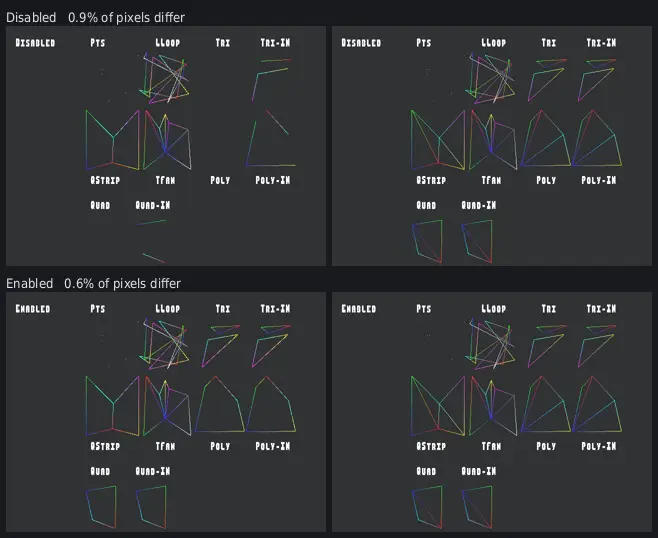 Disabled 0.9% of pixels differ
Disabled Pts LLoop Tri Tri-IN Disabled Pts LLoop Tri Tri-IN
QStrip TFan Poly Poly-IN QStrip TFan Poly Poly-IN
Quad Quad-IN Quad Quad-IN
Enabled 0.6% of pixels differ
Enabled Pts LLoop Tri Tri-IN Enabled Pts LLoop Tri Tri-IN
QStrip TFan Poly Poly-IN QStrip TFan Poly Poly-IN
Quad Quad-IN Quad Quad-IN